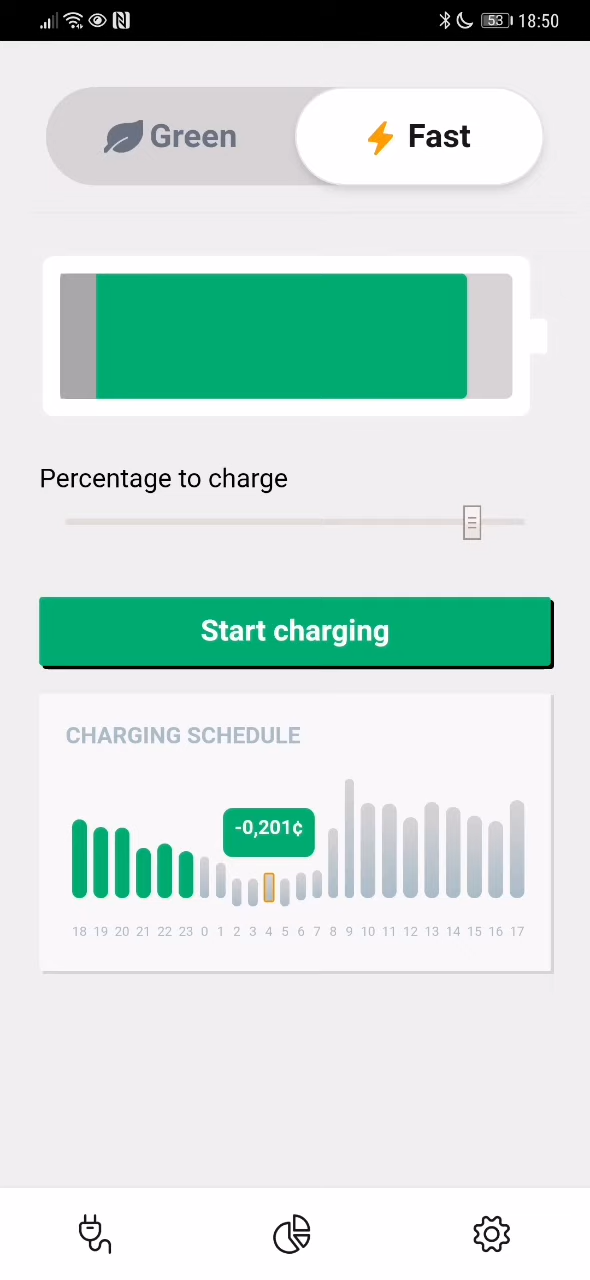 53 18:50
Green Fast
Percentage to charge
Start charging
CHARGING SCHEDULE
-0,201¢
18 19 20 21 22 23 0 1 2 3 4 5 6 7 8 9 10 11 12 13 14 15 16 17